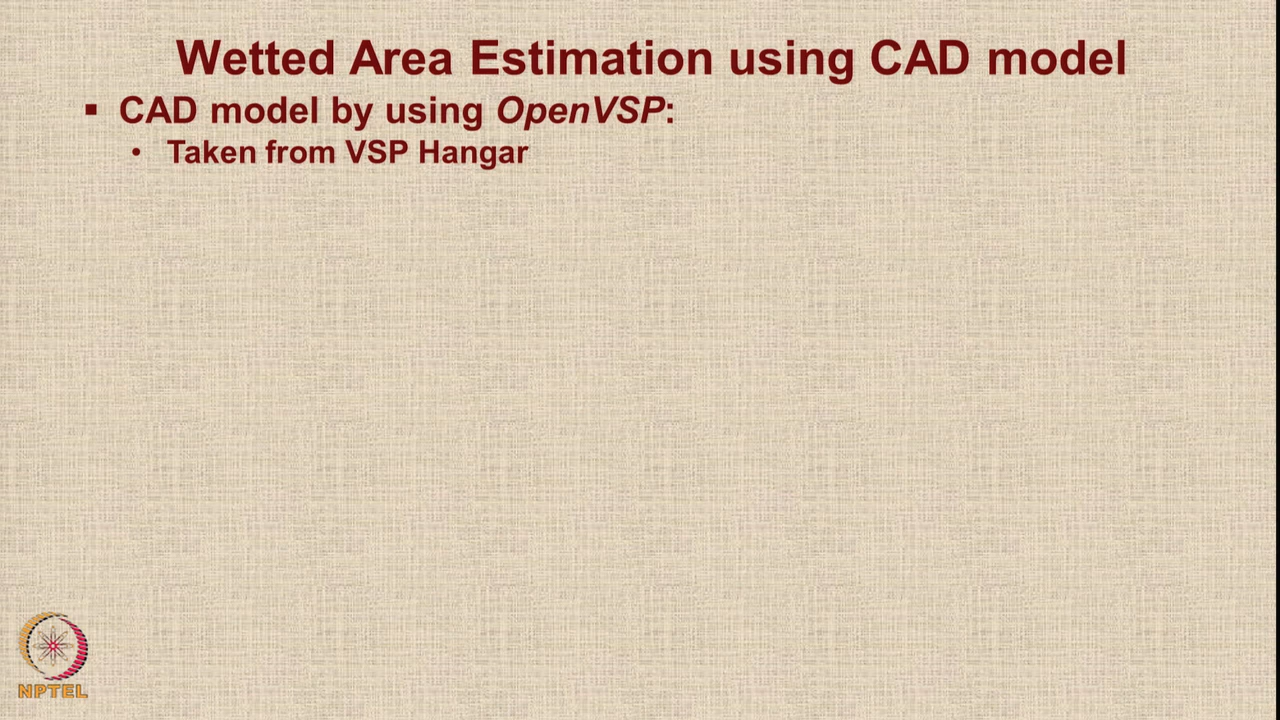 Wetted Area Estimation using CAD model
▪ CAD model by using OpenVSP:
• Taken from VSP Hangar
NPTEL